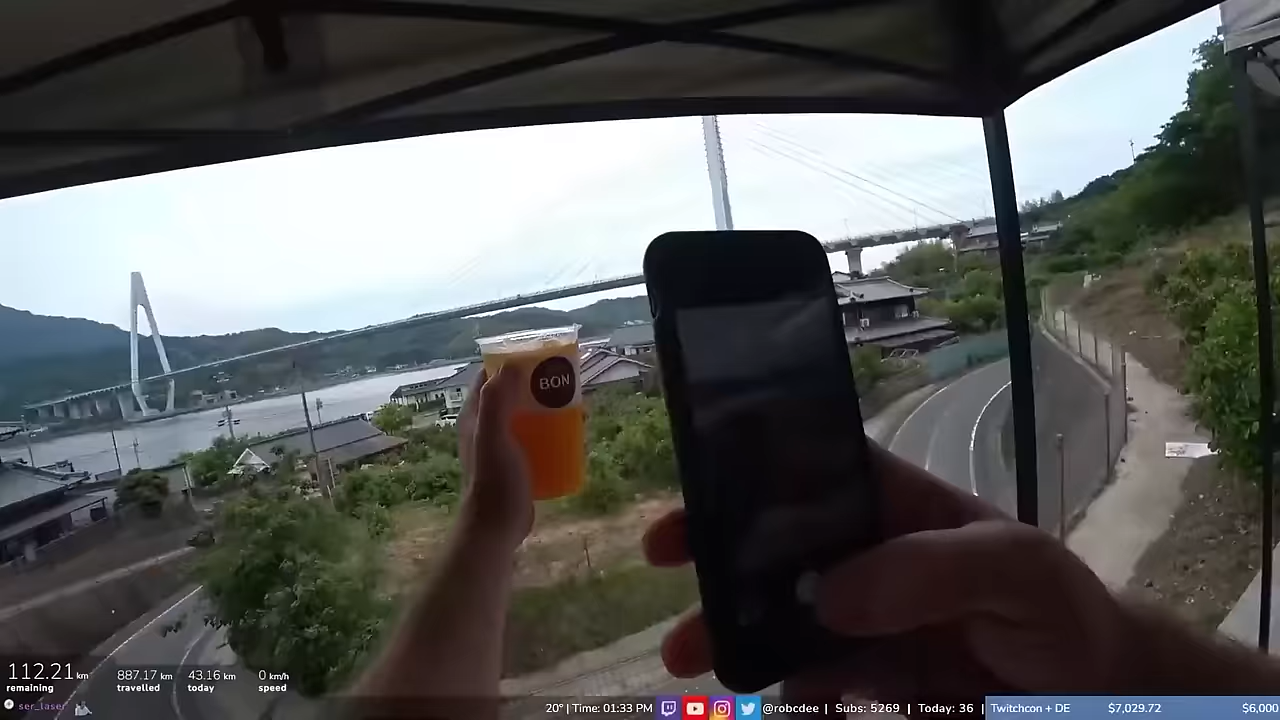 BON
112.21 km
remaining
887.17 km
travelled
43.16 km
today
0 km/h
speed
ser_laser
20° | Time: 01:33 PM
@robcdee | Subs: 5269 | Today: 36 |
Twitchcon + DE $7,029.72 $6,000